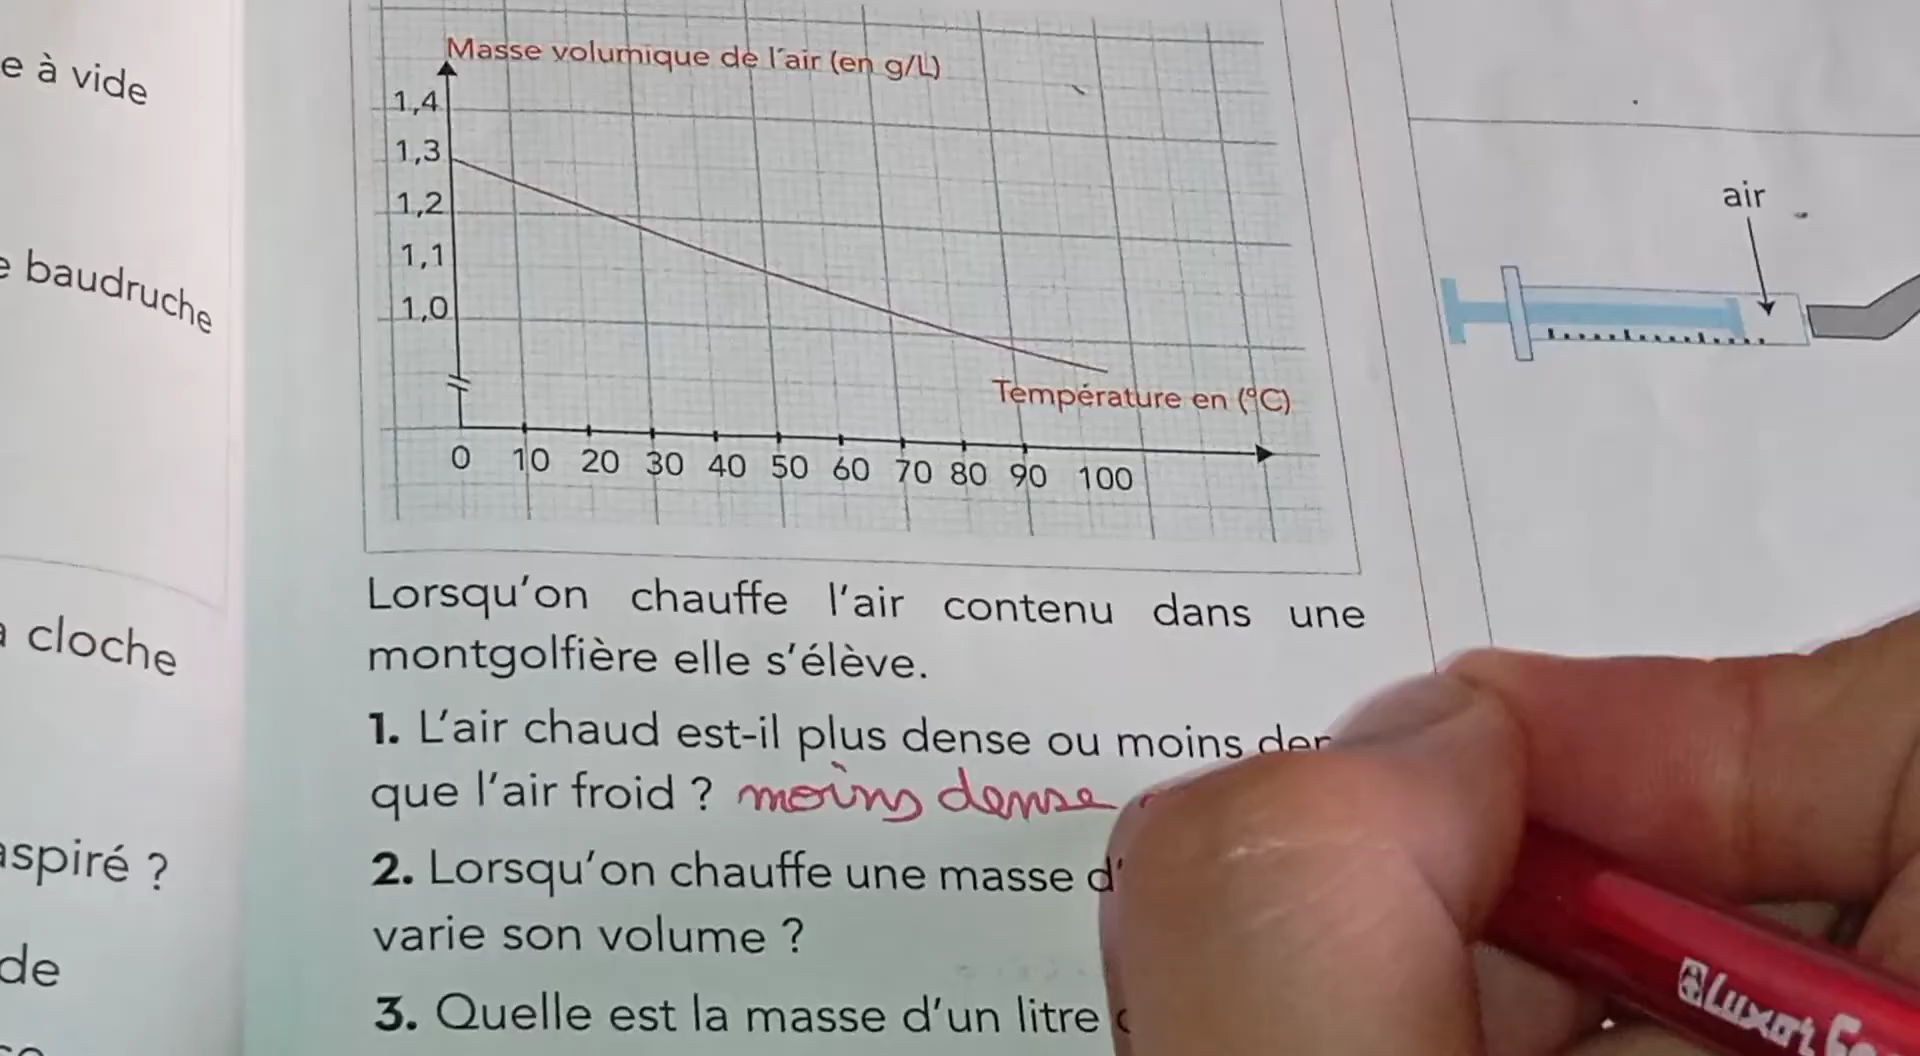 e à vide
baudruche
cloche
aspiré ?
de
Masse volumique de l'air (en g/L)
1,4
1,3
1,2
1,1
1,0
Température en (°C)
0 10 20 30 40 50 60 70 80 90 100
Lorsqu'on chauffe l'air contenu dans une
montgolfière elle s'élève.
1. L'air chaud est-il plus dense ou moins
que l'air froid ? moins dense
2. Lorsqu'on chauffe une masse d'
varie son volume ?
3. Quelle est la masse d'un litre
air
Luxor